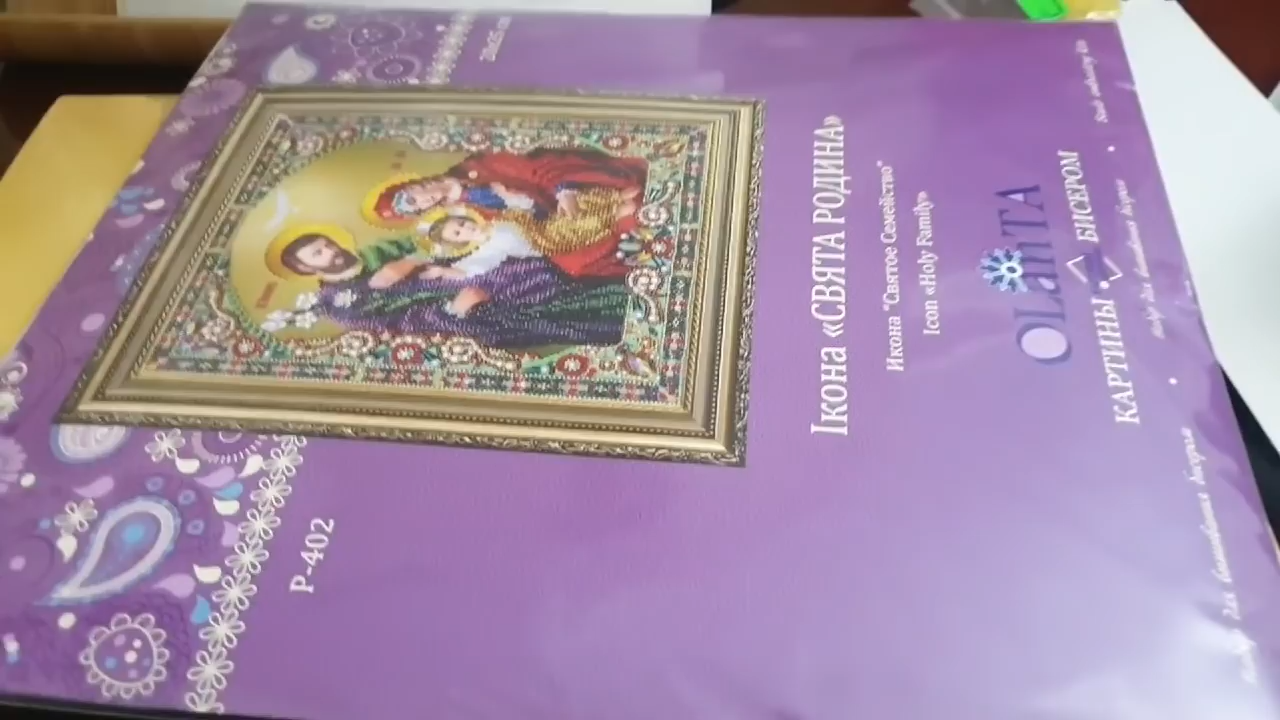 Р-402
Ікона «СВЯТА РОДИНА»
Икона "Святое Семейство"
Icon «Holy Family»
OLanTA
КАРТИНЫ БИСЕРОМ